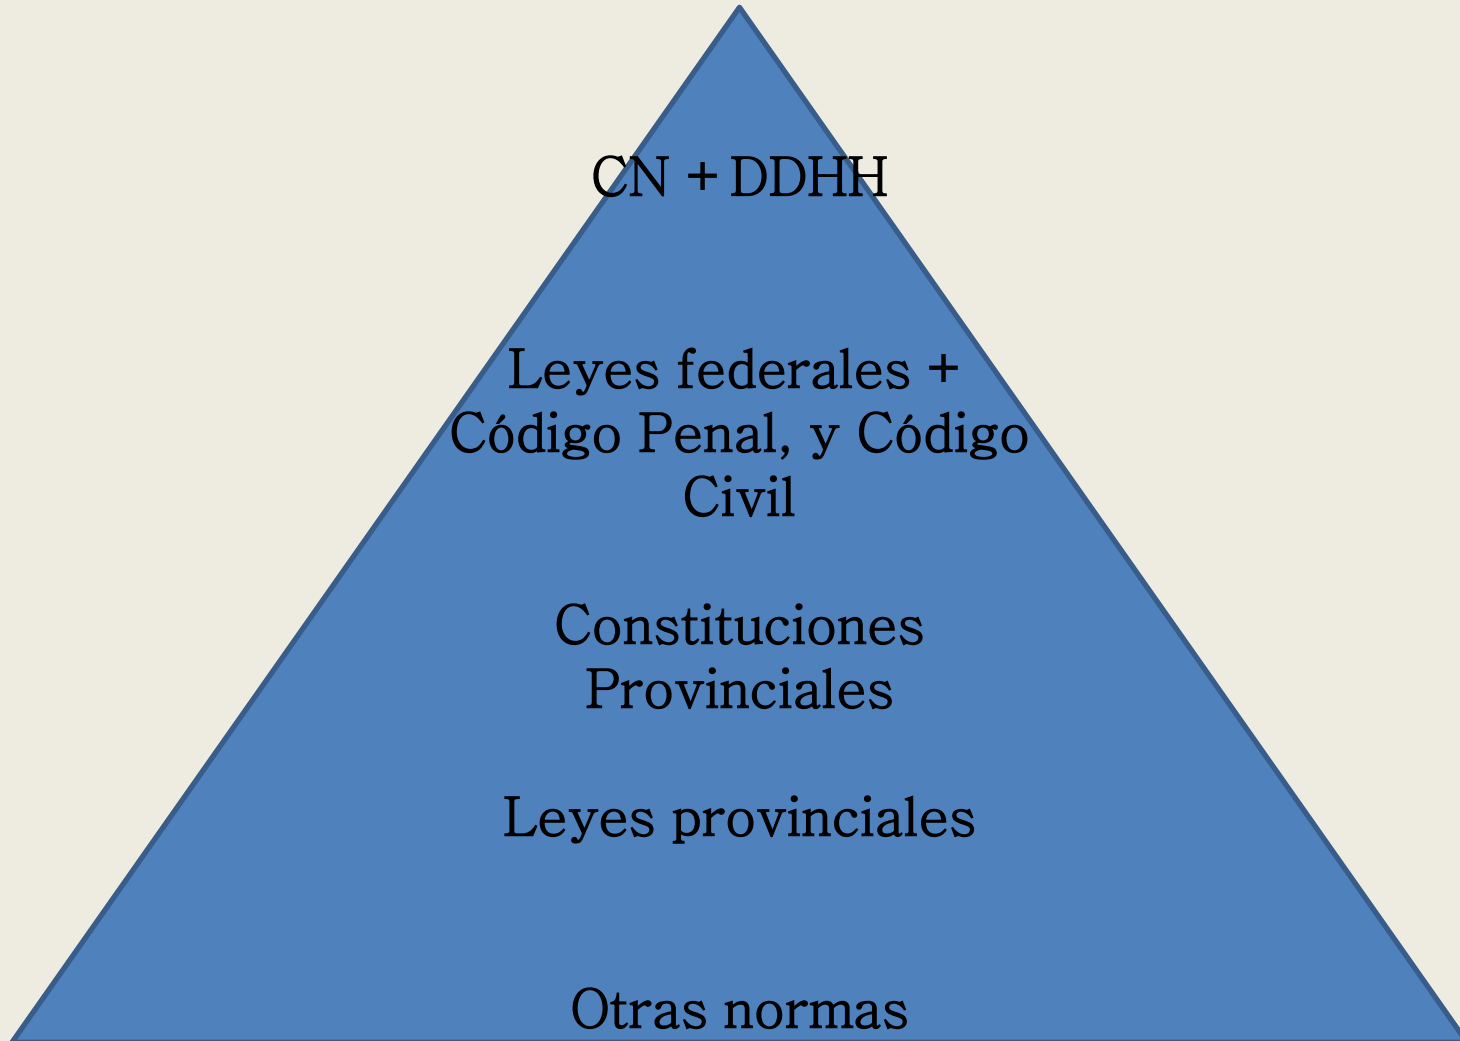 CN + DDHH
Leyes federales +
Código Penal, y Código
Civil
Constituciones
Provinciales
Leyes provinciales
Otras normas